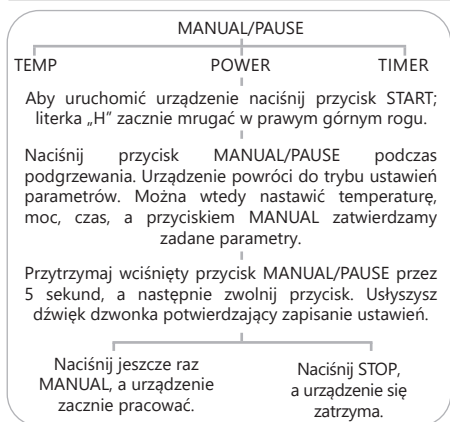 MANUAL/PAUSE
TEMP POWER TIMER
Aby uruchomić urządzenie naciśnij przycisk START;
literka „H” zacznie mrugać w prawym górnym rogu.
Naciśnij przycisk MANUAL/PAUSE podczas
podgrzewania. Urządzenie powróci do trybu ustawień
parametrów. Można wtedy nastawić temperaturę,
moc, czas, a przyciskiem MANUAL zatwierdzamy
zadane parametry.
Przytrzymaj wciśnięty przycisk MANUAL/PAUSE przez
5 sekund, a następnie zwolnij przycisk. Usłyszysz
dźwięk dzwonka potwierdzający zapisanie ustawień.
Naciśnij jeszcze raz
MANUAL, a urządzenie
zacznie pracować.
Naciśnij STOP,
a urządzenie się
zatrzyma.